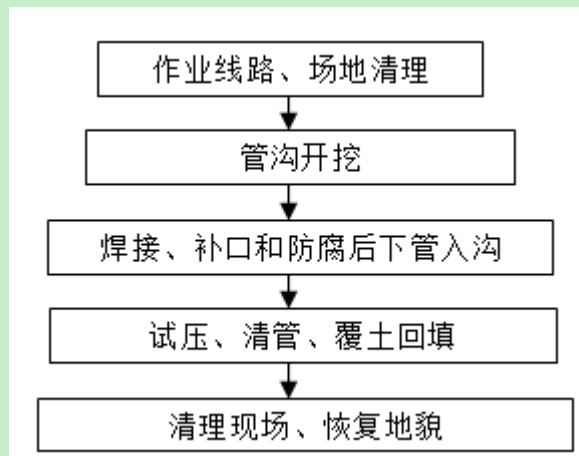 作业线路、场地清理
管沟开挖
焊接、补口和防腐后下管入沟
试压、清管、覆土回填
清理现场、恢复地貌